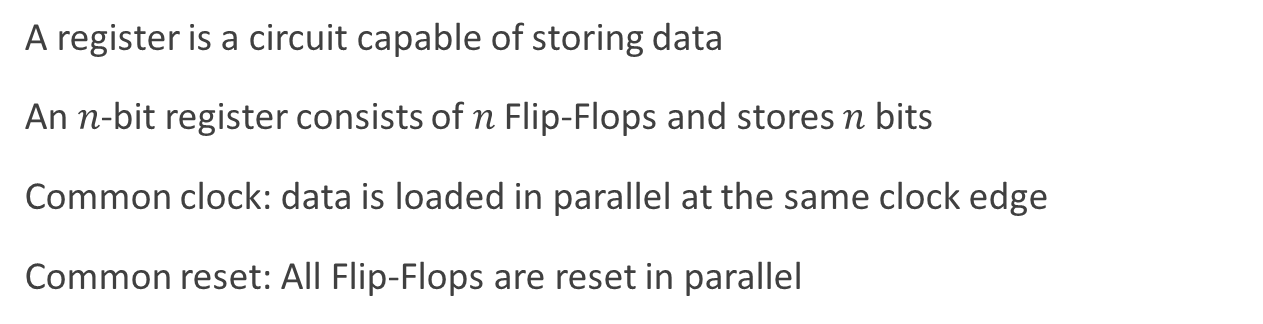 A register is a circuit capable of storing data
An n-bit register consists of n Flip-Flops and stores n bits
Common clock: data is loaded in parallel at the same clock edge
Common reset: All Flip-Flops are reset in parallel